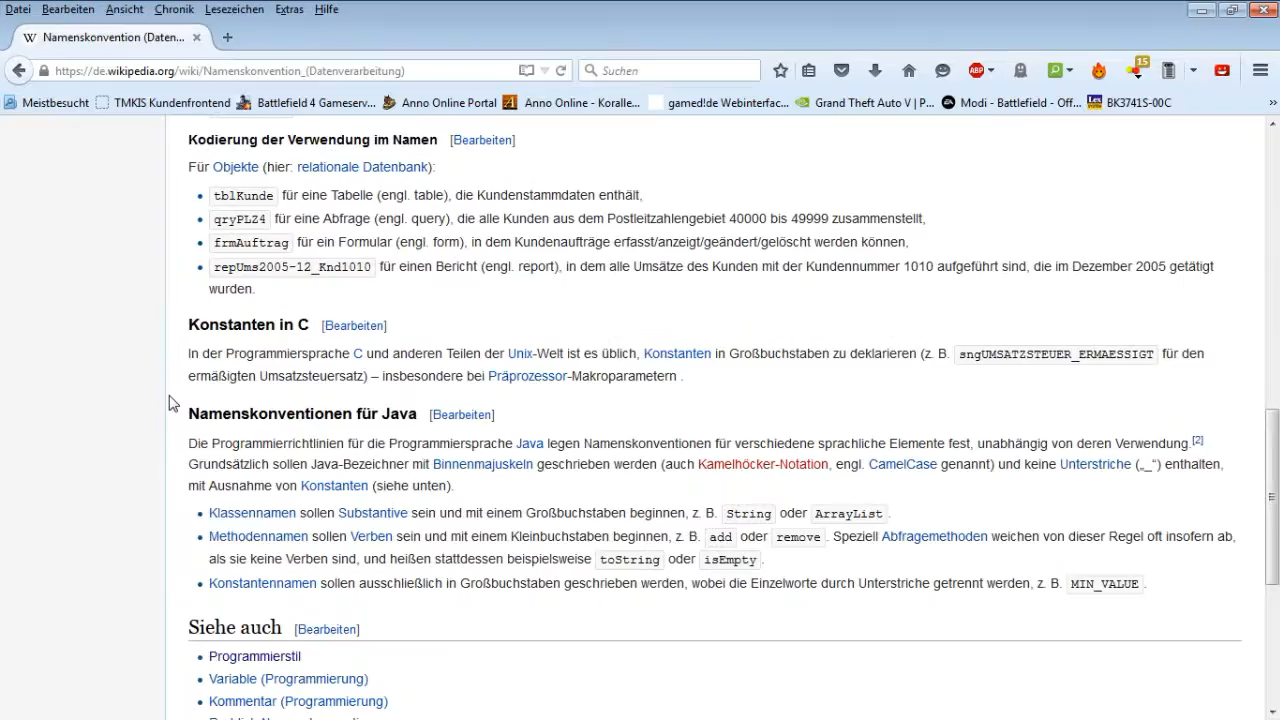 Datei Bearbeiten Ansicht Chronik Lesezeichen Extras Hilfe
W Namenskonvention (Daten...
https://de.wikipedia.org/wiki/Namenskonvention_(Datenverarbeitung) Suchen ABP 15
Meistbesucht TMKIS Kundenfrontend Battlefield 4 Gameserv... Anno Online Portal Anno Online - Koralle... gamed!de Webinterfac... Grand Theft Auto V | P... Modi - Battlefield - Off... BK3741S-00C »
Kodierung der Verwendung im Namen [Bearbeiten]
Für Objekte (hier: relationale Datenbank):
• tblKunde für eine Tabelle (engl. table), die Kundenstammdaten enthält,
• qryPLZ4 für eine Abfrage (engl. query), die alle Kunden aus dem Postleitzahlengebiet 40000 bis 49999 zusammenstellt,
• frmAuftrag für ein Formular (engl. form), in dem Kundenaufträge erfasst/anzeigt/geändert/gelöscht werden können,
• repUms2005-12_Knd1010 für einen Bericht (engl. report), in dem alle Umsätze des Kunden mit der Kundennummer 1010 aufgeführt sind, die im Dezember 2005 getätigt
wurden.
Konstanten in C [Bearbeiten]
In der Programmiersprache C und anderen Teilen der Unix-Welt ist es üblich, Konstanten in Großbuchstaben zu deklarieren (z. B. sngUMSATZSTEUER_ERMAESSIGT für den
ermäßigten Umsatzsteuersatz) – insbesondere bei Präprozessor-Makroparametern .
Namenskonventionen für Java [Bearbeiten]
Die Programmierrichtlinien für die Programmiersprache Java legen Namenskonventionen für verschiedene sprachliche Elemente fest, unabhängig von deren Verwendung.[2]
Grundsätzlich sollen Java-Bezeichner mit Binnenmajuskeln geschrieben werden (auch Kamelhöcker-Notation, engl. CamelCase genannt) und keine Unterstriche („_“) enthalten,
mit Ausnahme von Konstanten (siehe unten).
• Klassennamen sollen Substantive sein und mit einem Großbuchstaben beginnen, z. B. String oder ArrayList.
• Methodennamen sollen Verben sein und mit einem Kleinbuchstaben beginnen, z. B. add oder remove. Speziell Abfragemethoden weichen von dieser Regel oft insofern ab,
als sie keine Verben sind, und heißen stattdessen beispielsweise toString oder isEmpty.
• Konstantennamen sollen ausschließlich in Großbuchstaben geschrieben werden, wobei die Einzelworte durch Unterstriche getrennt werden, z. B. MIN_VALUE.
Siehe auch [Bearbeiten]
• Programmierstil
• Variable (Programmierung)
• Kommentar (Programmierung)